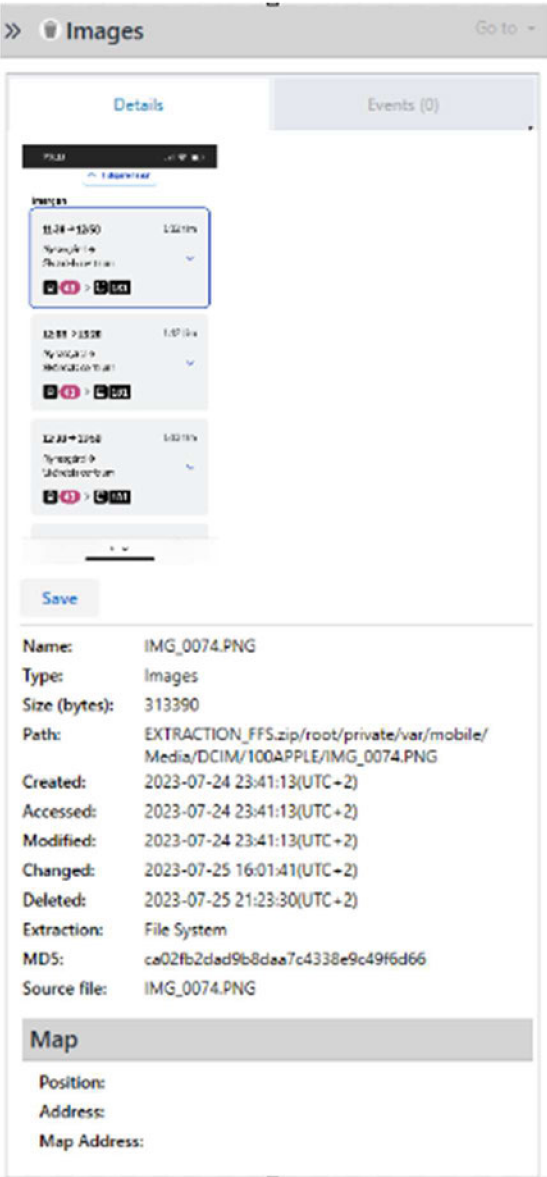 Images
Go to
Details
Events (0)
imorgon
43
43
43
Save
Name: IMG_0074.PNG
Type: Images
Size (bytes): 313390
Path: EXTRACTION_FFS.zip/root/private/var/mobile/
Media/DCIM/100APPLE/IMG_0074.PNG
Created: 2023-07-24 23:41:13(UTC+2)
Accessed: 2023-07-24 23:41:13(UTC+2)
Modified: 2023-07-24 23:41:13(UTC+2)
Changed: 2023-07-25 16:01:41(UTC+2)
Deleted: 2023-07-25 21:23:30(UTC+2)
Extraction: File System
MD5: ca02fb2dad9b8daa7c4338e9c49f6d66
Source file: IMG_0074.PNG
Map
Position:
Address:
Map Address: